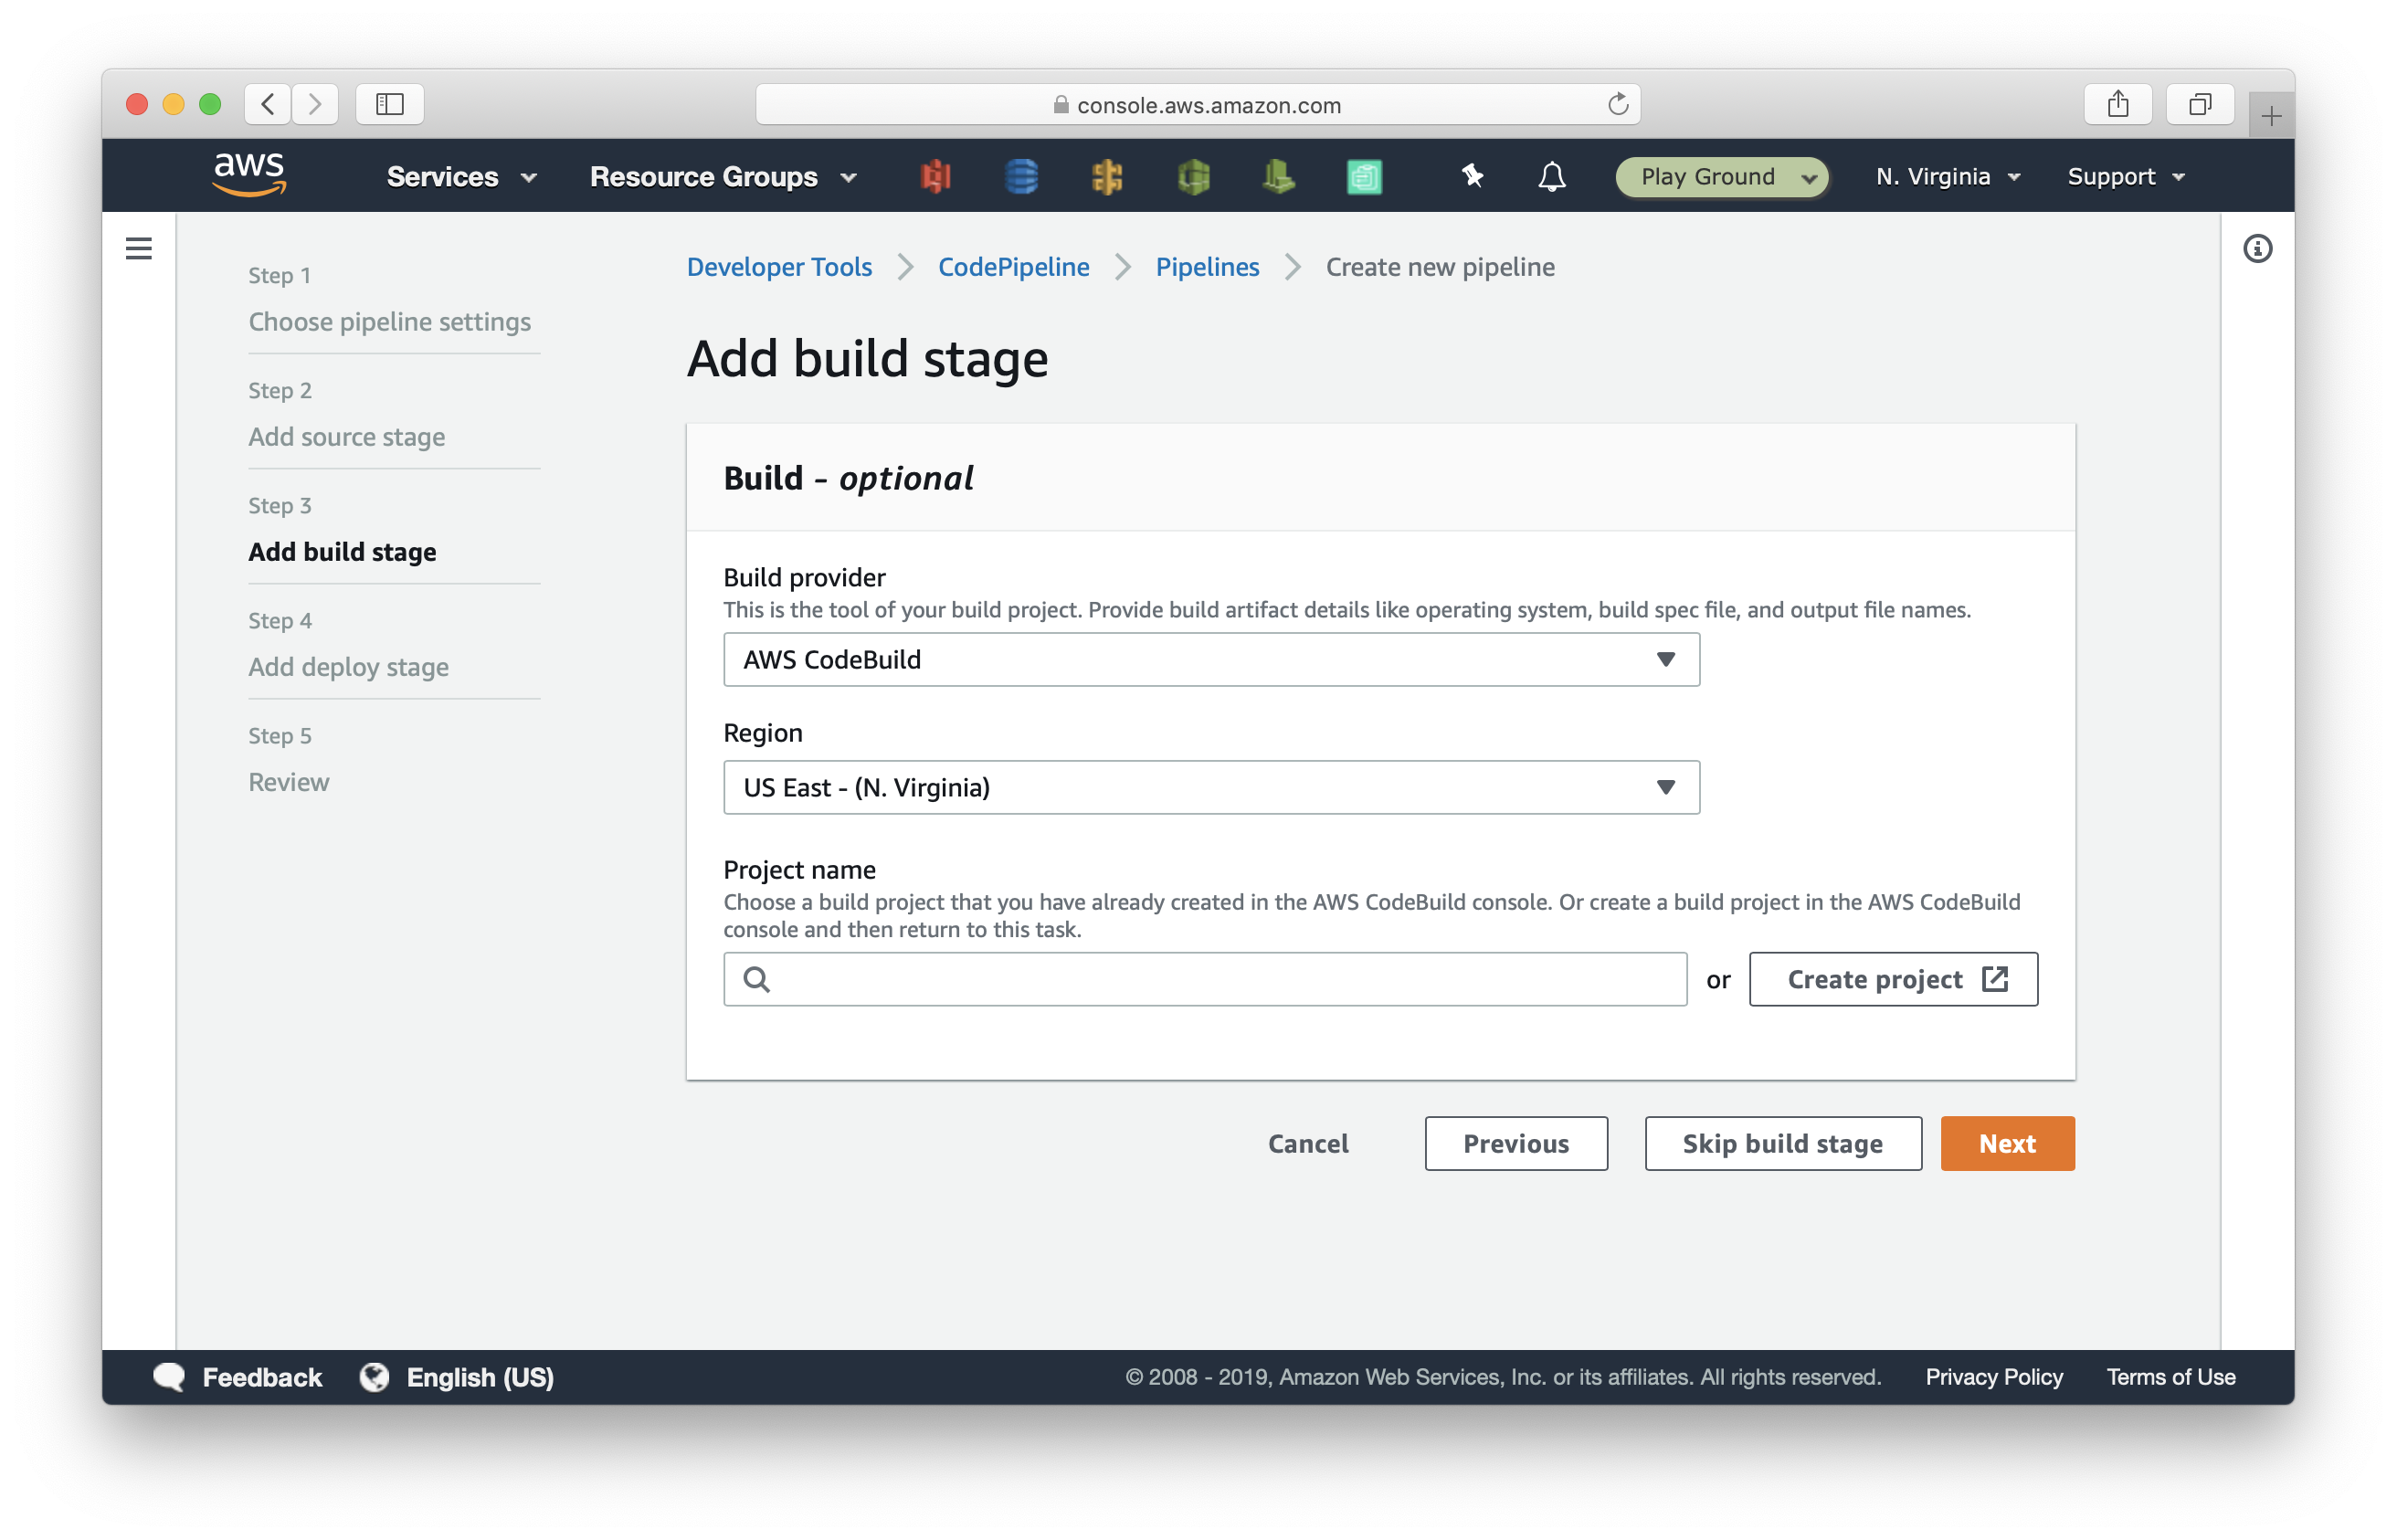 console.aws.amazon.com
aws
Services
Resource Groups
Play Ground
N. Virginia
Support
Step 1
Choose pipeline settings
Step 2
Add source stage
Step 3
Add build stage
Step 4
Add deploy stage
Step 5
Review
Developer Tools
CodePipeline
Pipelines
Create new pipeline
Add build stage
Build - optional
Build provider
This is the tool of your build project. Provide build artifact details like operating system, build spec file, and output file names.
AWS CodeBuild
Region
US East - (N. Virginia)
Project name
Choose a build project that you have already created in the AWS CodeBuild console. Or create a build project in the AWS CodeBuild
console and then return to this task.
or
Create project
Cancel
Previous
Skip build stage
Next
Feedback
English (US)
© 2008 - 2019, Amazon Web Services, Inc. or its affiliates. All rights reserved.
Privacy Policy
Terms of Use